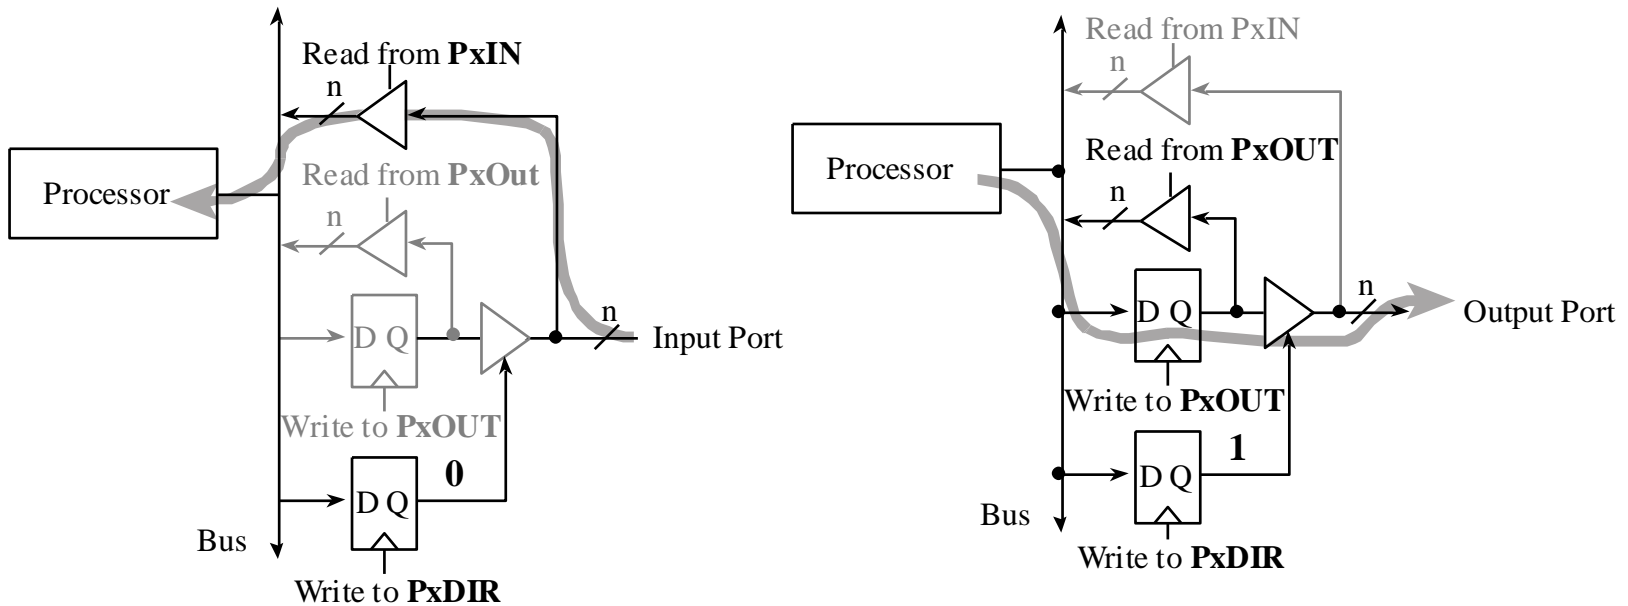 Read from PxIN
n
Read from PxOut
n
Processor
n
Input Port
D Q
Write to PxOUT
0
D Q
Bus
Write to PxDIR
Read from PxIN
n
Read from PxOUT
n
Processor
n
Output Port
D Q
Write to PxOUT
1
D Q
Bus
Write to PxDIR